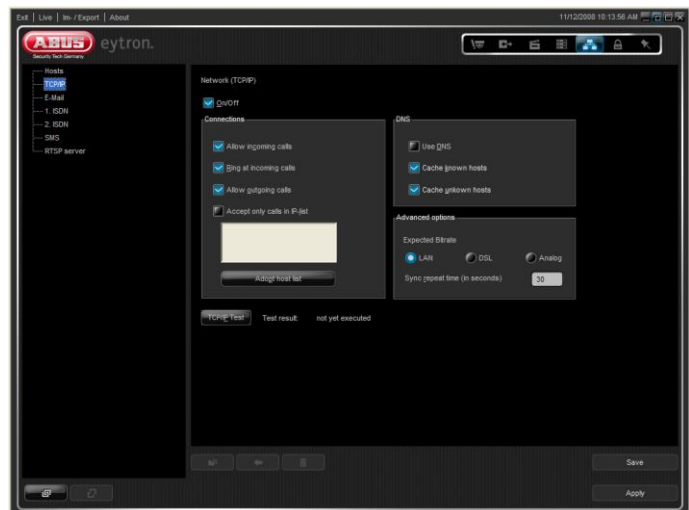 Exit | Live | Im- / Export | About
11/12/2008 10:13:56 AM
ABUS
eytron.
Security Tech Germany
Hosts
TCP/IP
E-Mail
1. ISDN
2. ISDN
SMS
RTSP server
Network (TCP/IP)
On/Off
Connections
Allow incoming calls
Ring at incoming calls
Allow outgoing calls
Accept only calls in IP-list
Adopt host list
DNS
Use DNS
Cache known hosts
Cache unkown hosts
Advanced options
Expected Bitrate
LAN
DSL
Analog
Sync repeat time (in seconds)
30
TCP/IP Test
Test result:
not yet executed
Save
Apply